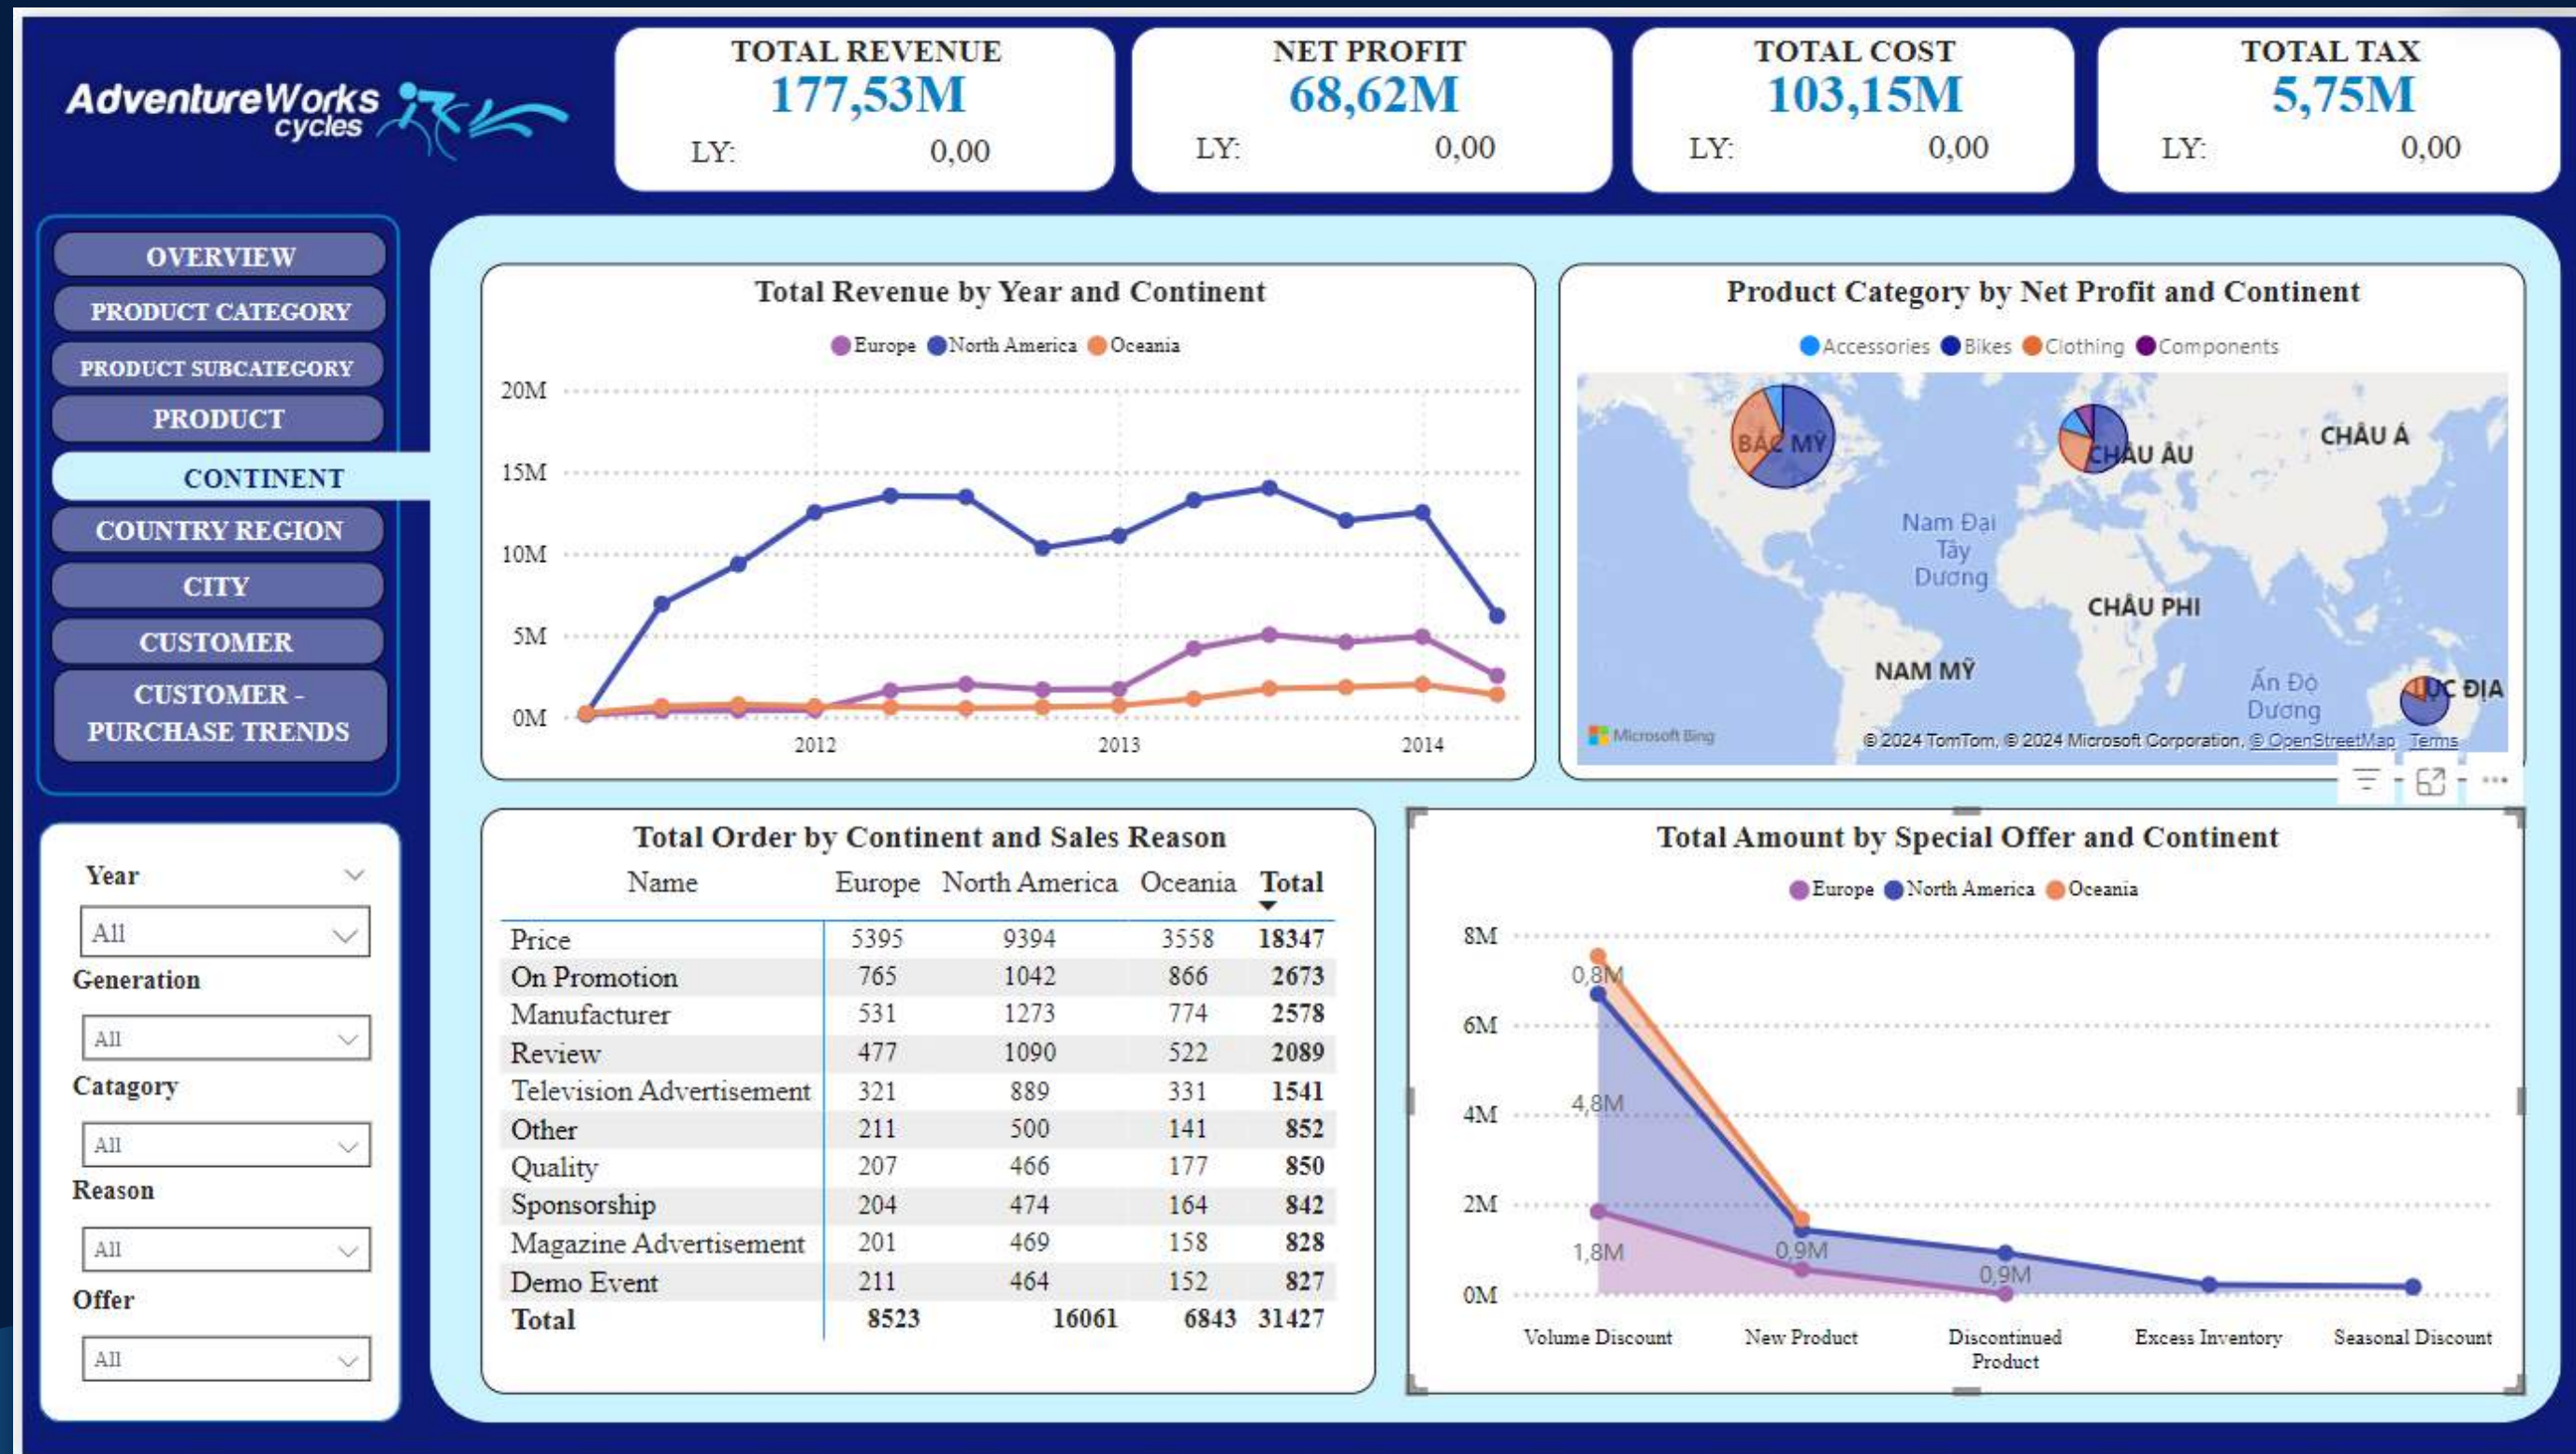 AdventureWorks
cycles
TOTAL REVENUE
177,53M
LY: 0,00
NET PROFIT
68,62M
LY: 0,00
TOTAL COST
103,15M
LY: 0,00
TOTAL TAX
5,75M
LY: 0,00
OVERVIEW
PRODUCT CATEGORY
PRODUCT SUBCATEGORY
PRODUCT
CONTINENT
COUNTRY REGION
CITY
CUSTOMER
CUSTOMER -
PURCHASE TRENDS
Year
All
Generation
All
Catagory
All
Reason
All
Offer
All
Total Revenue by Year and Continent
Europe North America Oceania
20M
15M
10M
5M
0M
2012 2013 2014
Product Category by Net Profit and Continent
Accessories Bikes Clothing Components
BẮC MỸ
CHÂU ÂU
CHÂU Á
Nam Đại
Tây
Dương
CHÂU PHI
NAM MỸ
Ấn Độ
Dương
LỤC ĐỊA
Microsoft Bing
© 2024 TomTom, © 2024 Microsoft Corporation, © OpenStreetMap Terms
Total Order by Continent and Sales Reason
Name Europe North America Oceania Total
Price 5395 9394 3558 18347
On Promotion 765 1042 866 2673
Manufacturer 531 1273 774 2578
Review 477 1090 522 2089
Television Advertisement 321 889 331 1541
Other 211 500 141 852
Quality 207 466 177 850
Sponsorship 204 474 164 842
Magazine Advertisement 201 469 158 828
Demo Event 211 464 152 827
Total 8523 16061 6843 31427
Total Amount by Special Offer and Continent
Europe North America Oceania
8M
6M
4M
2M
0M
0,8M
4,8M
1,8M
0,9M
0,9M
Volume Discount New Product Discontinued Product Excess Inventory Seasonal Discount